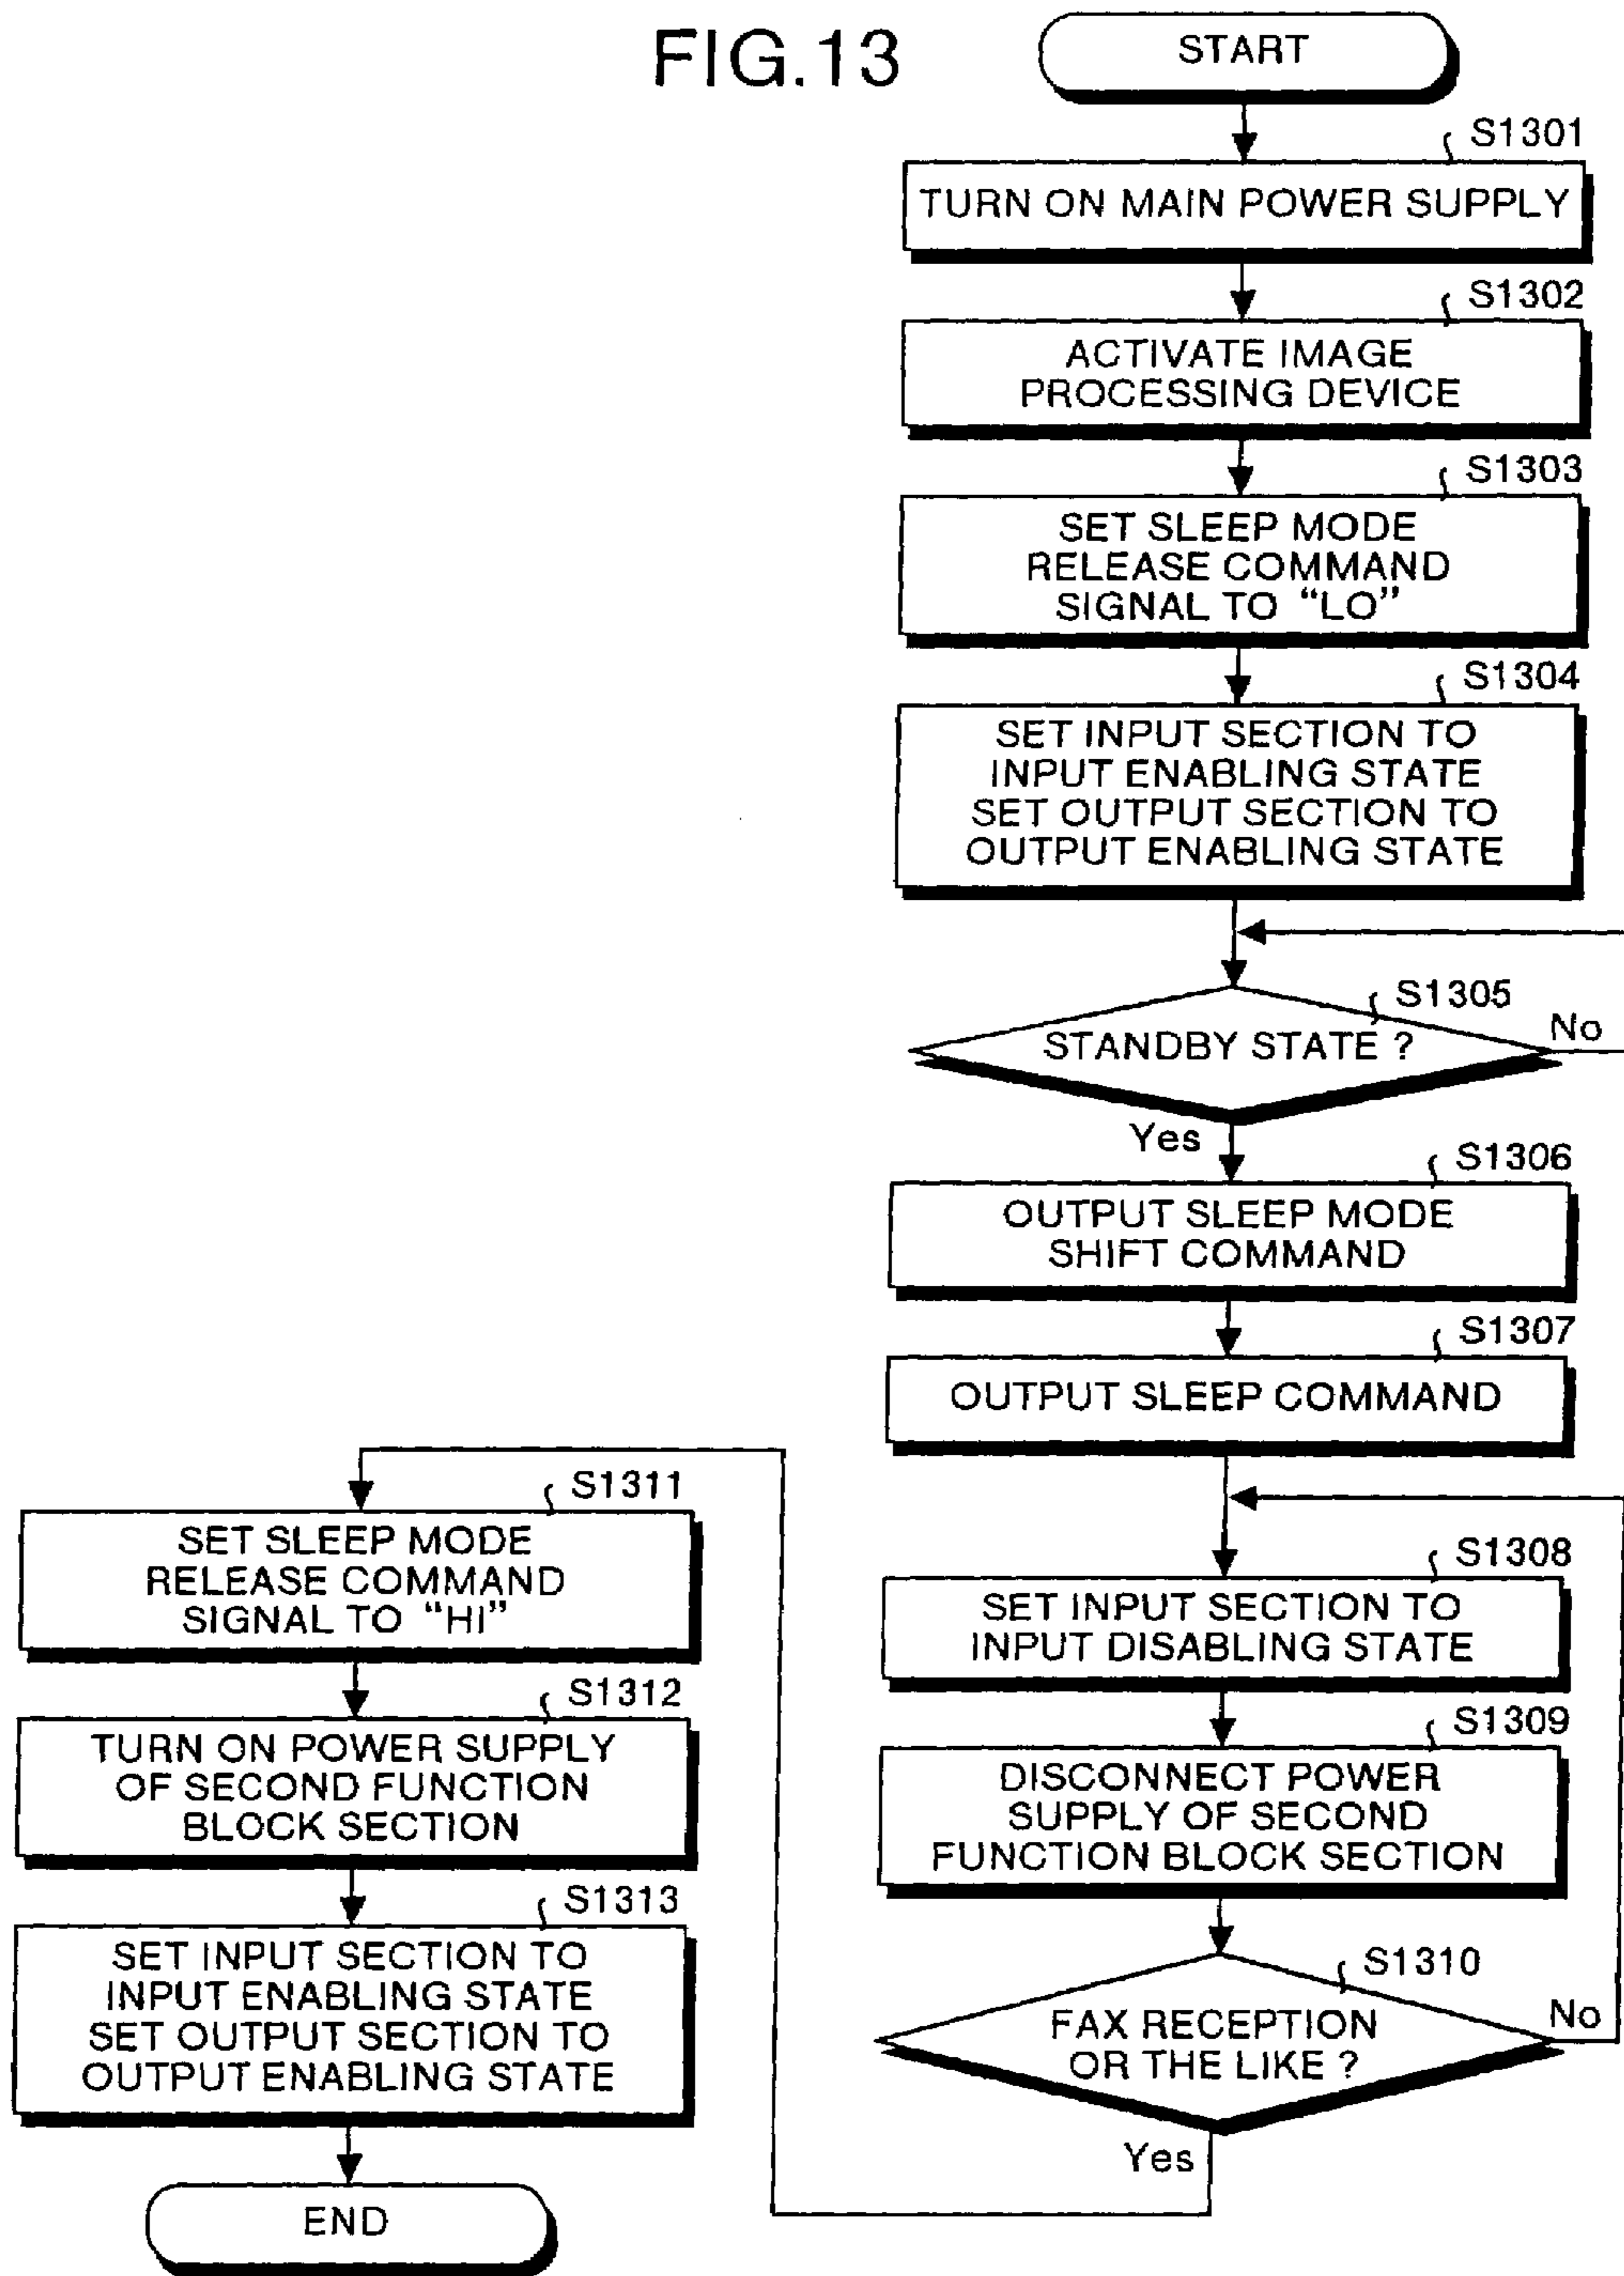 FIG.13
START
S1301
TURN ON MAIN POWER SUPPLY
S1302
ACTIVATE IMAGE
PROCESSING DEVICE
S1303
SET SLEEP MODE
RELEASE COMMAND
SIGNAL TO “LO”
S1304
SET INPUT SECTION TO
INPUT ENABLING STATE
SET OUTPUT SECTION TO
OUTPUT ENABLING STATE
S1305
STANDBY STATE ?
No
Yes
S1306
OUTPUT SLEEP MODE
SHIFT COMMAND
S1307
OUTPUT SLEEP COMMAND
S1308
SET INPUT SECTION TO
INPUT DISABLING STATE
S1309
DISCONNECT POWER
SUPPLY OF SECOND
FUNCTION BLOCK SECTION
S1310
FAX RECEPTION
OR THE LIKE ?
No
Yes
S1311
SET SLEEP MODE
RELEASE COMMAND
SIGNAL TO “HI”
S1312
TURN ON POWER SUPPLY
OF SECOND FUNCTION
BLOCK SECTION
S1313
SET INPUT SECTION TO
INPUT ENABLING STATE
SET OUTPUT SECTION TO
OUTPUT ENABLING STATE
END